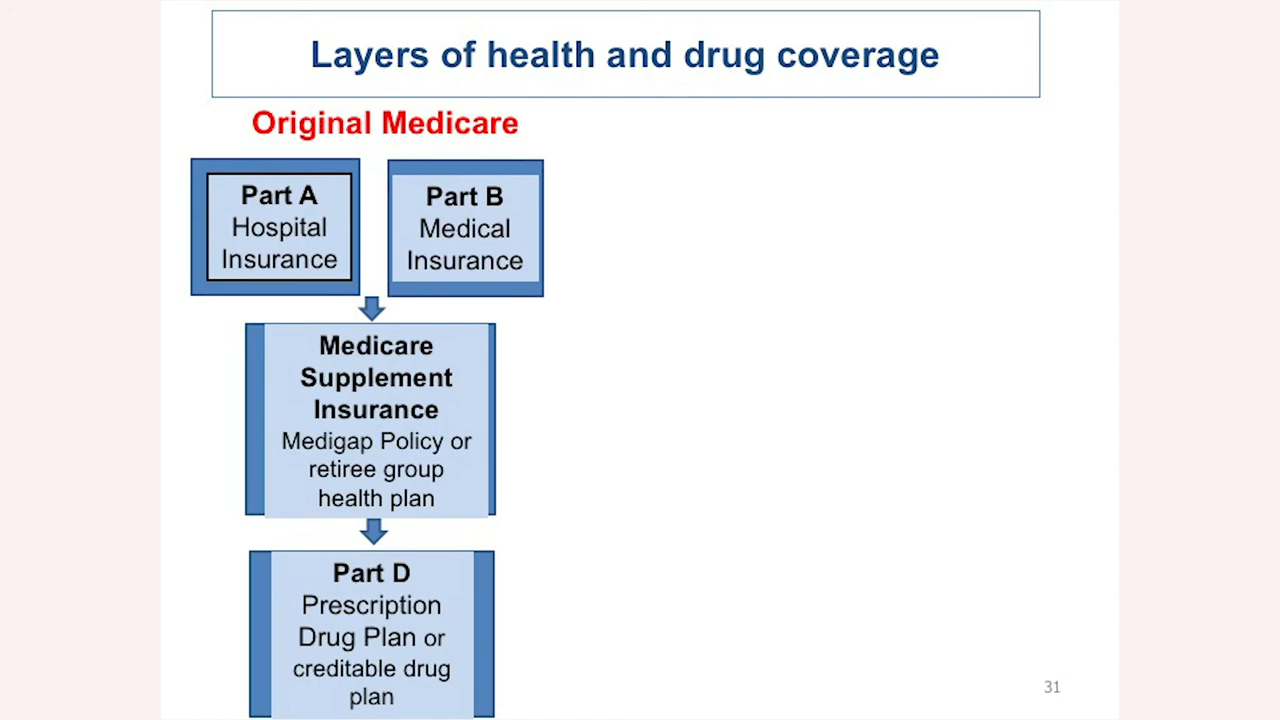 Layers of health and drug coverage
Original Medicare
Part A
Hospital
Insurance
Part B
Medical
Insurance
Medicare
Supplement
Insurance
Medigap Policy or
retiree group
health plan
Part D
Prescription
Drug Plan or
creditable drug
plan
31